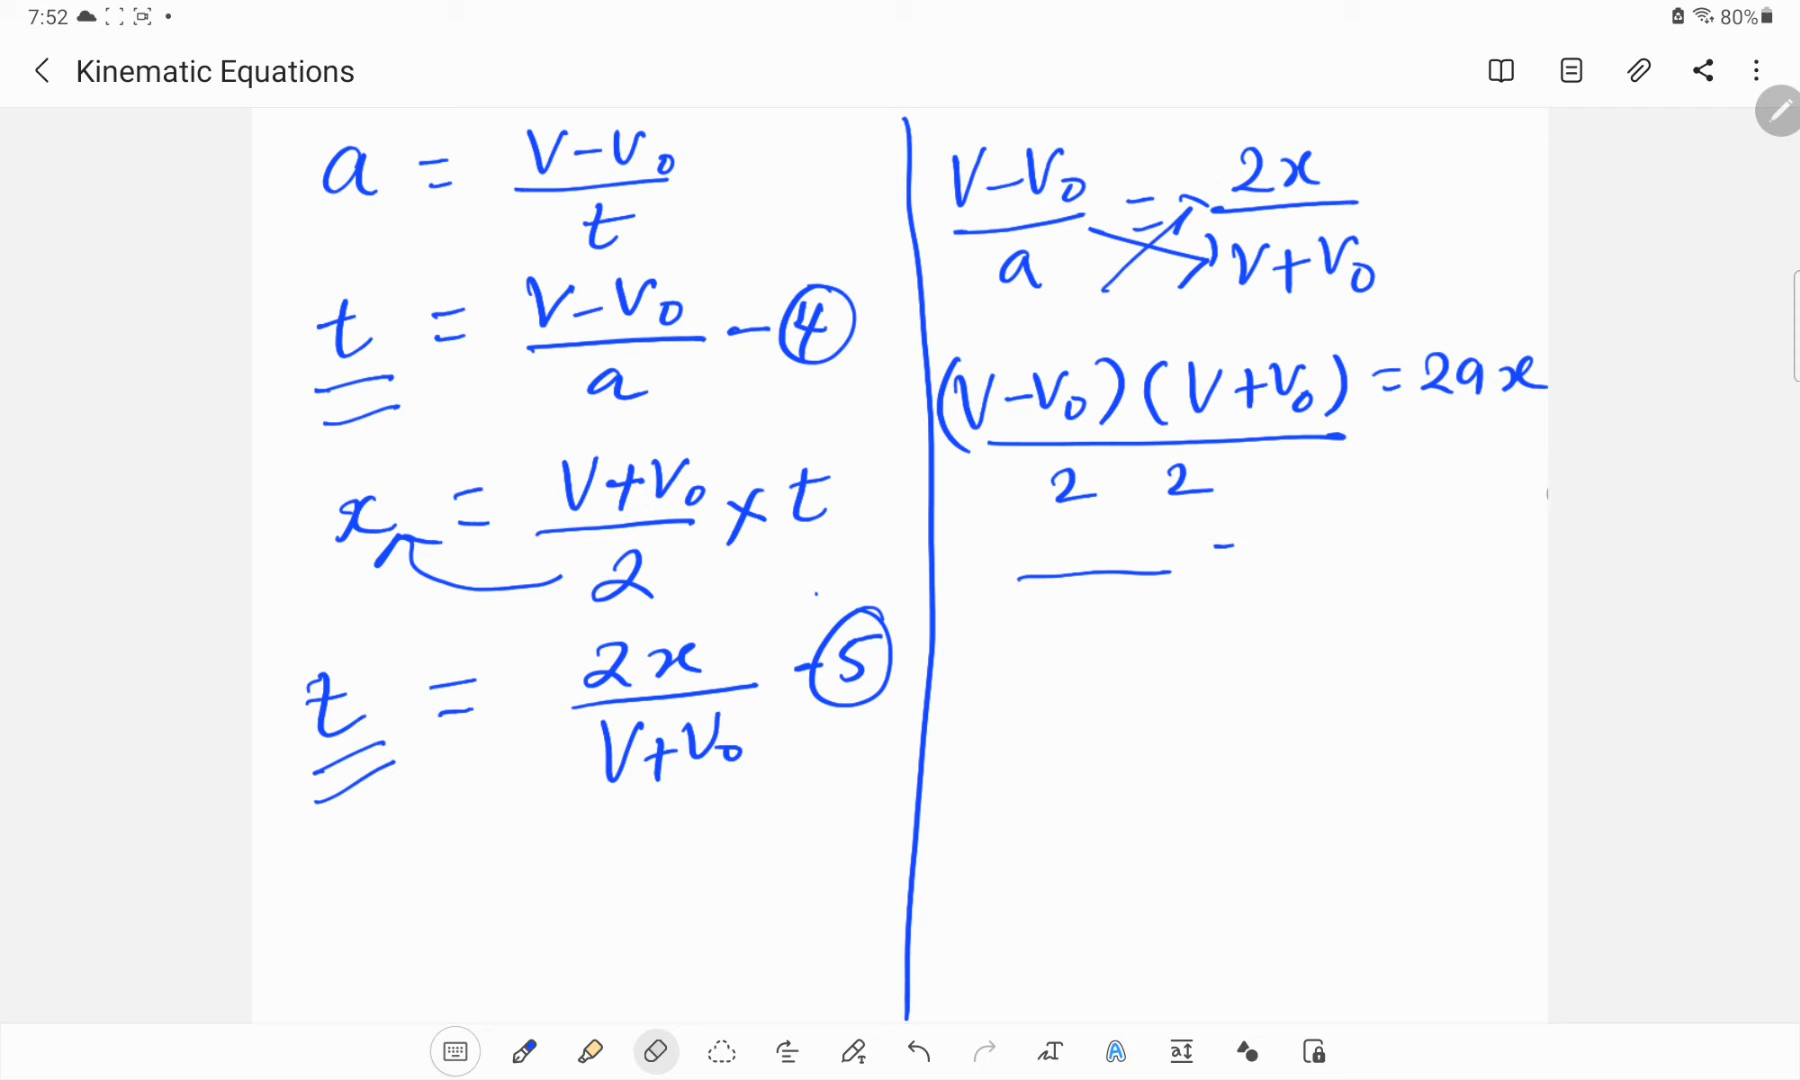 7:52
80%
Kinematic Equations
a = V-V₀/t
t = V-V₀/a - ④
x = V+V₀/2 × t
t = 2x/V+V₀ - ⑤
V-V₀/a = 2x/V+V₀
(V-V₀)(V+V₀) = 2ax
2 2
-